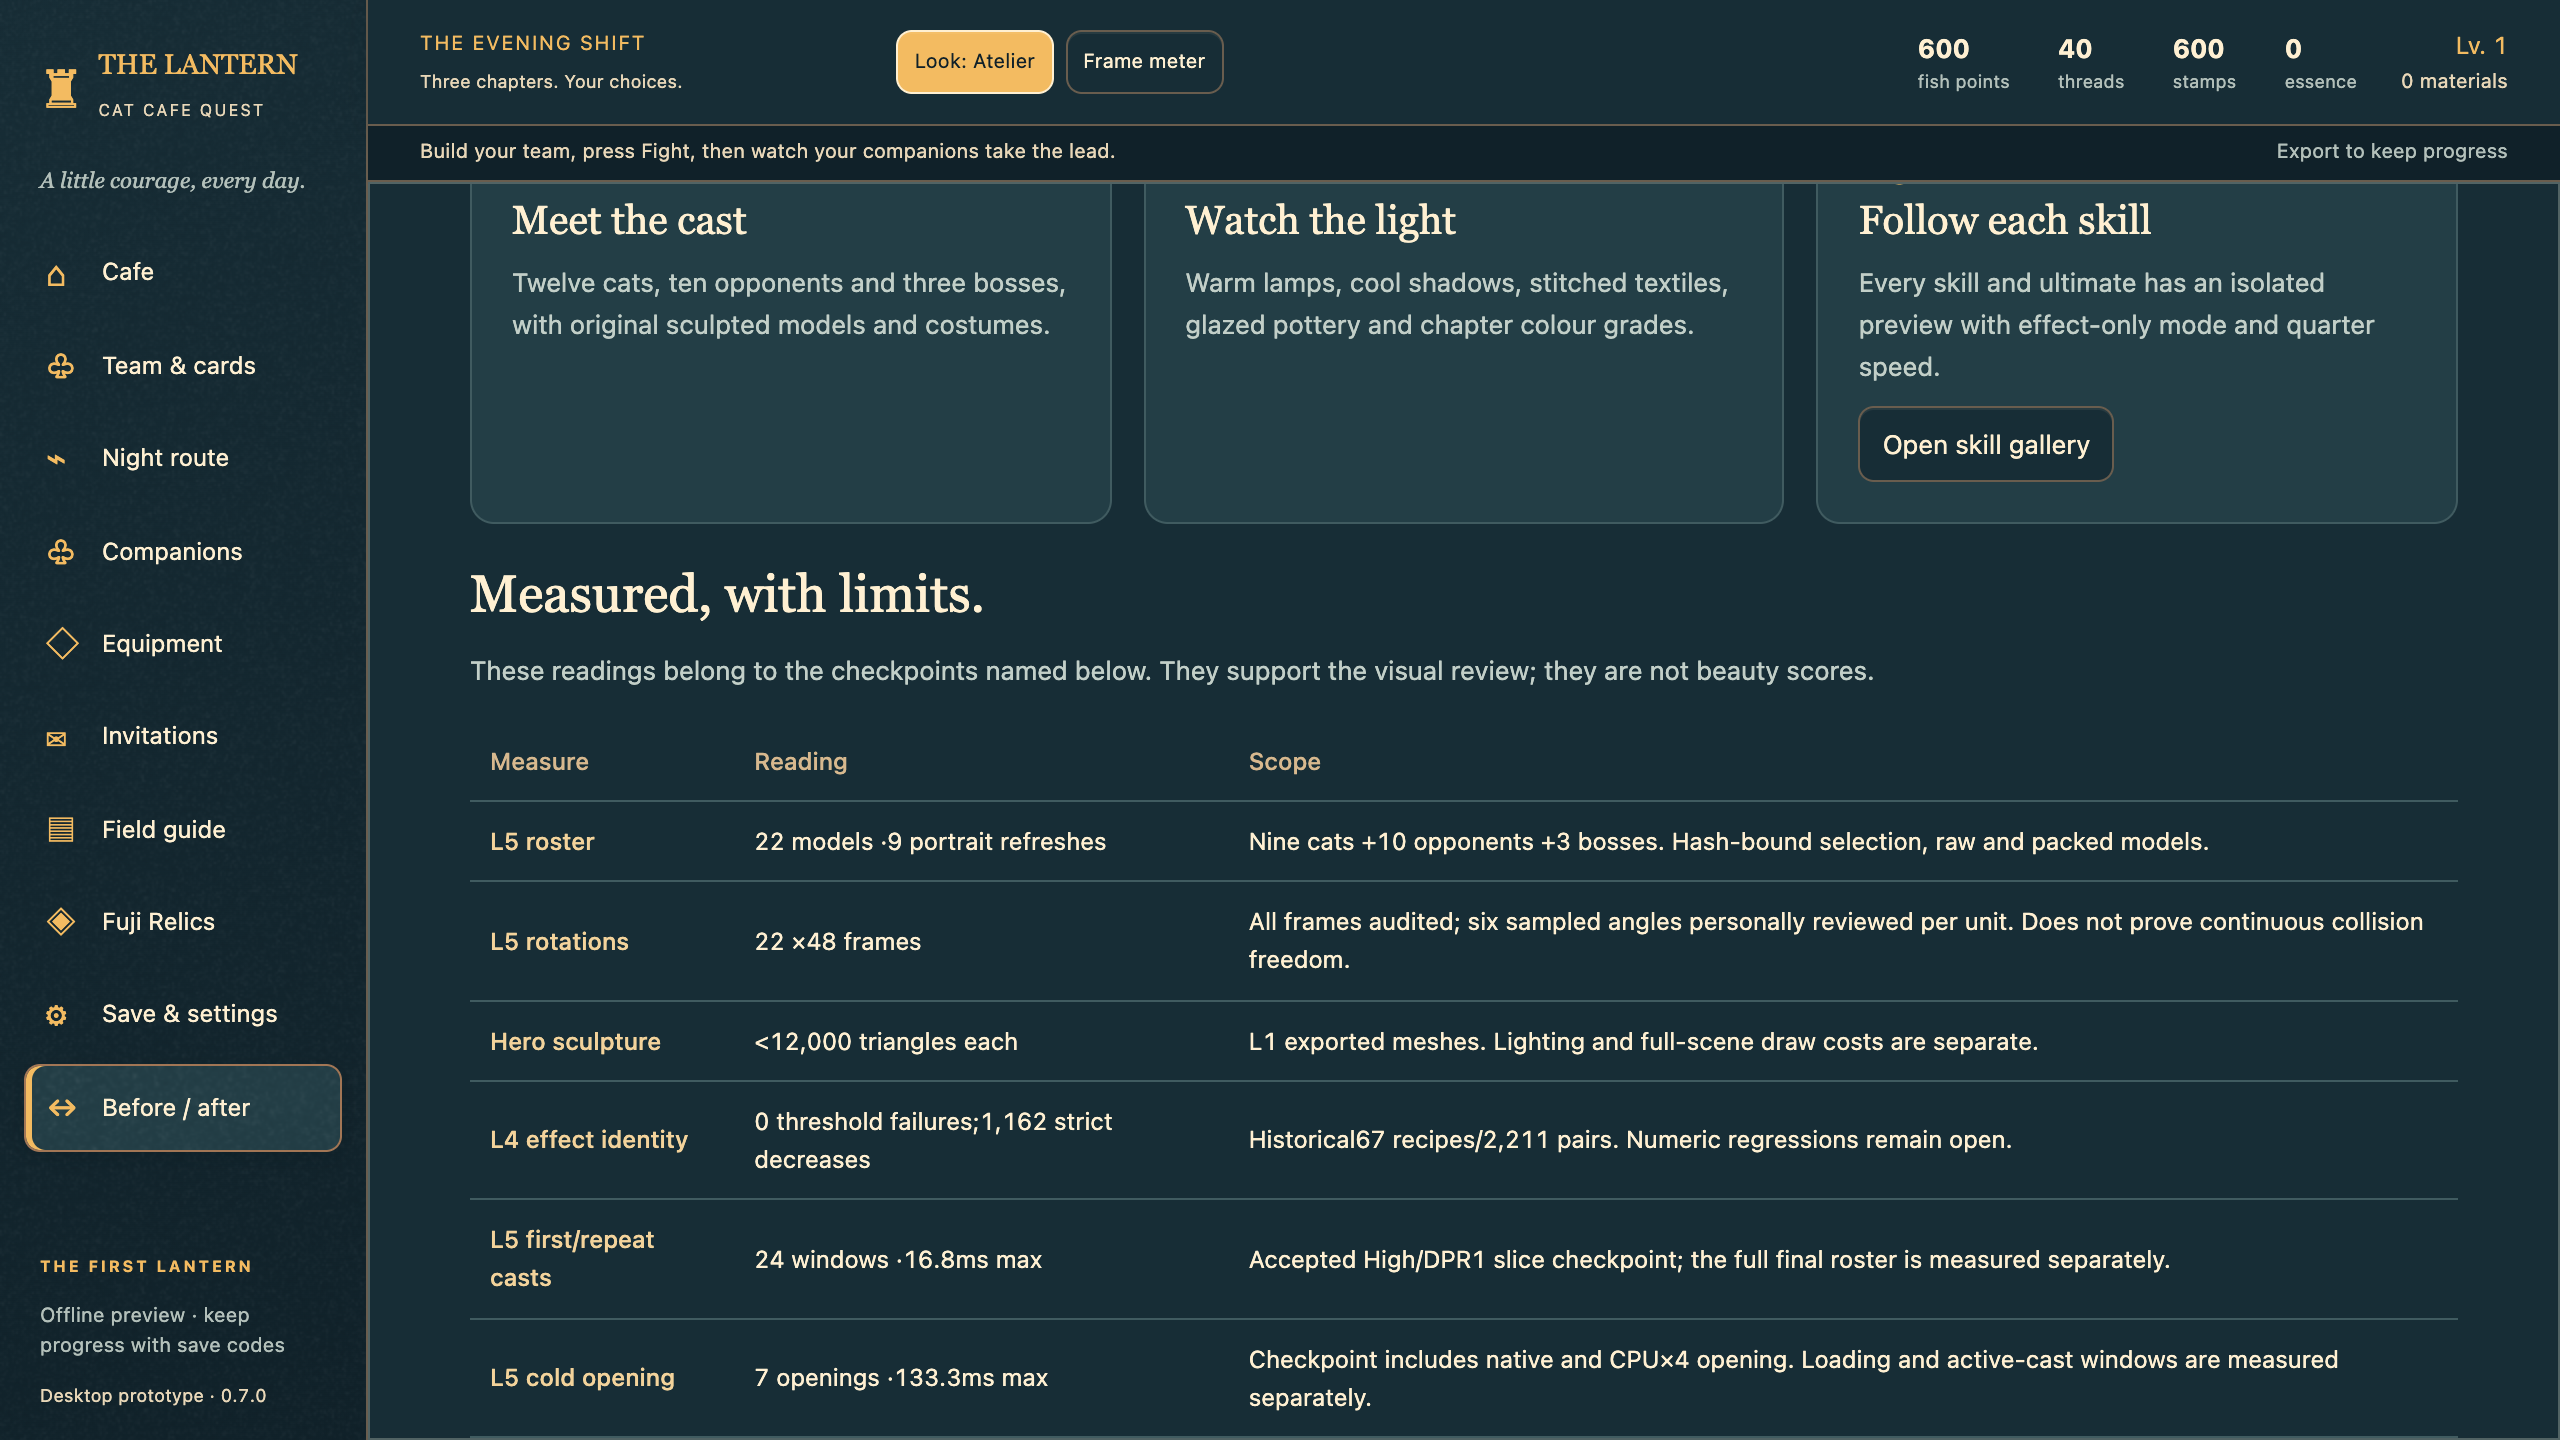 THE LANTERN
CAT CAFE QUEST
A little courage, every day.
Cafe
Team & cards
Night route
Companions
Equipment
Invitations
Field guide
Fuji Relics
Save & settings
Before / after
THE FIRST LANTERN
Offline preview · keep
progress with save codes
Desktop prototype · 0.7.0
THE EVENING SHIFT
Three chapters. Your choices.
Look: Atelier
Frame meter
600
fish points
40
threads
600
stamps
0
essence
Lv. 1
0 materials
Build your team, press Fight, then watch your companions take the lead.
Export to keep progress
Meet the cast
Twelve cats, ten opponents and three bosses,
with original sculpted models and costumes.
Watch the light
Warm lamps, cool shadows, stitched textiles,
glazed pottery and chapter colour grades.
Follow each skill
Every skill and ultimate has an isolated
preview with effect-only mode and quarter
speed.
Open skill gallery
Measured, with limits.
These readings belong to the checkpoints named below. They support the visual review; they are not beauty scores.
Measure Reading Scope
L5 roster
22 models ·9 portrait refreshes
Nine cats +10 opponents +3 bosses. Hash-bound selection, raw and packed models.
L5 rotations
22 ×48 frames
All frames audited; six sampled angles personally reviewed per unit. Does not prove continuous collision
freedom.
Hero sculpture
<12,000 triangles each
L1 exported meshes. Lighting and full-scene draw costs are separate.
L4 effect identity
0 threshold failures;1,162 strict
decreases
Historical67 recipes/2,211 pairs. Numeric regressions remain open.
L5 first/repeat
casts
24 windows ·16.8ms max
Accepted High/DPR1 slice checkpoint; the full final roster is measured separately.
L5 cold opening
7 openings ·133.3ms max
Checkpoint includes native and CPU×4 opening. Loading and active-cast windows are measured
separately.